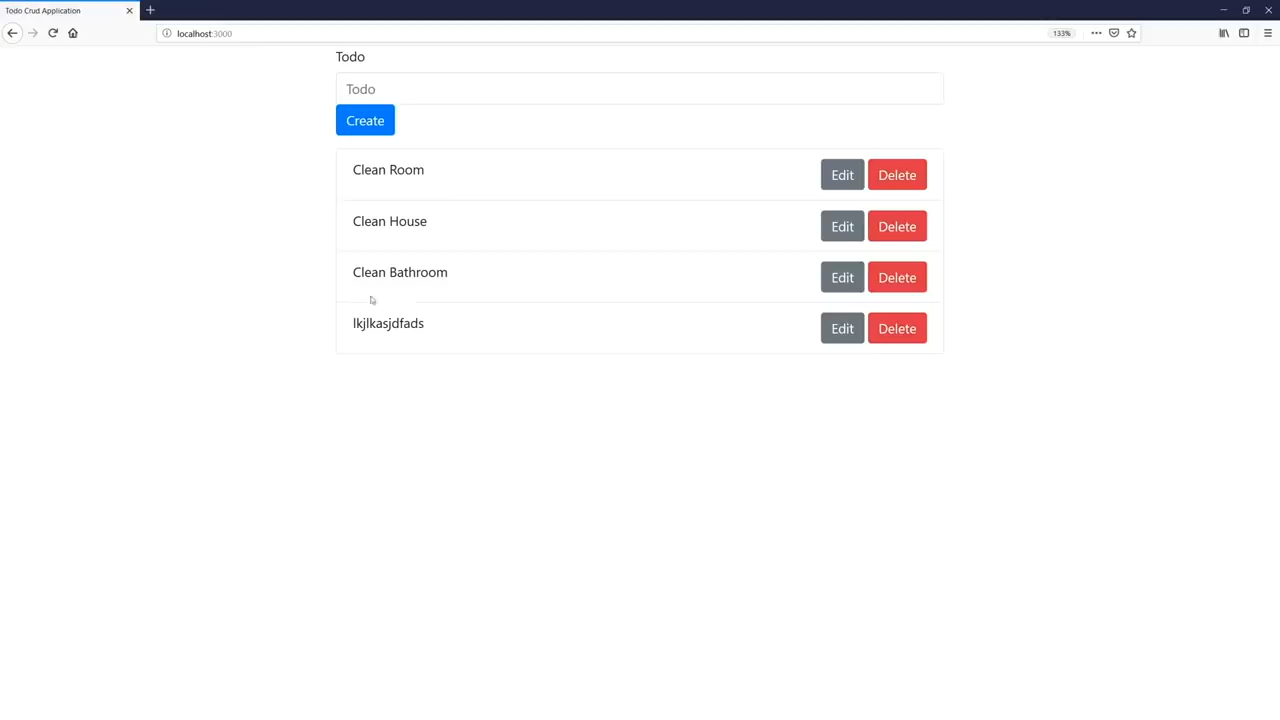 Todo Crud Application
localhost:3000
133%
Todo
Todo
Create
Clean Room
Edit
Delete
Clean House
Edit
Delete
Clean Bathroom
Edit
Delete
lkjlkasjdfads
Edit
Delete